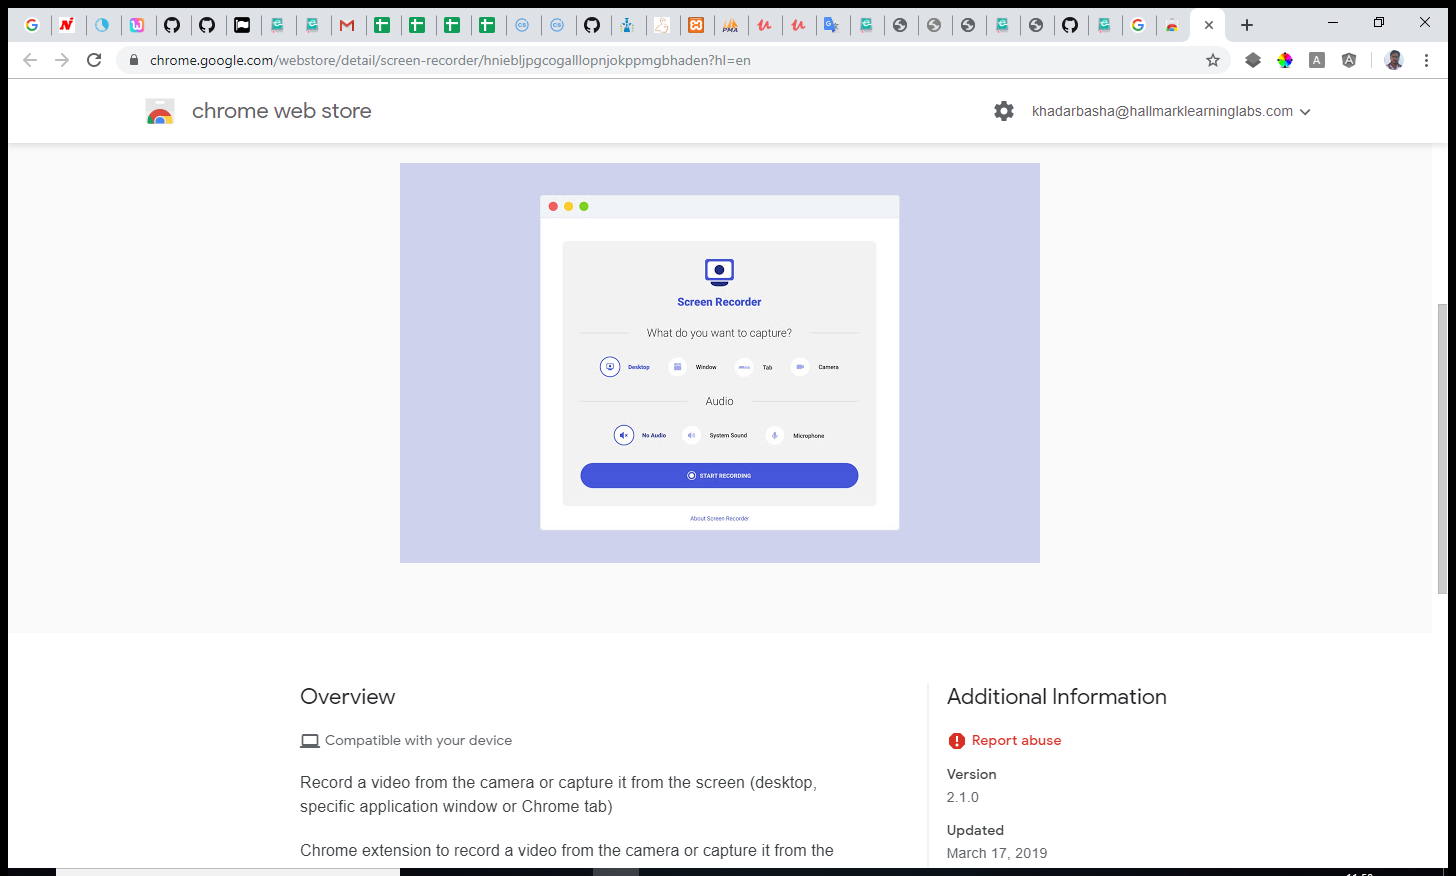 PMA
chrome.google.com/webstore/detail/screen-recorder/hniebljpgcogalllopnjokppmgbhaden?hl=en
chrome web store
khadarbasha@hallmarklearninglabs.com
Screen Recorder
What do you want to capture?
Desktop Window Tab Camera
Audio
No Audio System Sound Microphone
START RECORDING
About Screen Recorder
Overview
Compatible with your device
Record a video from the camera or capture it from the screen (desktop,
specific application window or Chrome tab)
Chrome extension to record a video from the camera or capture it from the
Additional Information
Report abuse
Version
2.1.0
Updated
March 17, 2019